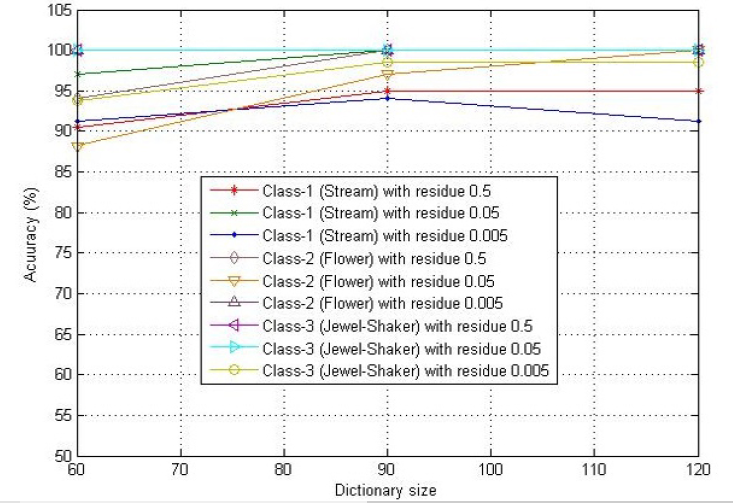 105
100
95
90
85
80
75
70
65
60
55
50
Acuuracy (%)
Class-1 (Stream) with residue 0.5
Class-1 (Stream) with residue 0.05
Class-1 (Stream) with residue 0.005
Class-2 (Flower) with residue 0.5
Class-2 (Flower) with residue 0.05
Class-2 (Flower) with residue 0.005
Class-3 (Jewel-Shaker) with residue 0.5
Class-3 (Jewel-Shaker) with residue 0.05
Class-3 (Jewel-Shaker) with residue 0.005
60 70 80 90 100 110 120
Dictionary size